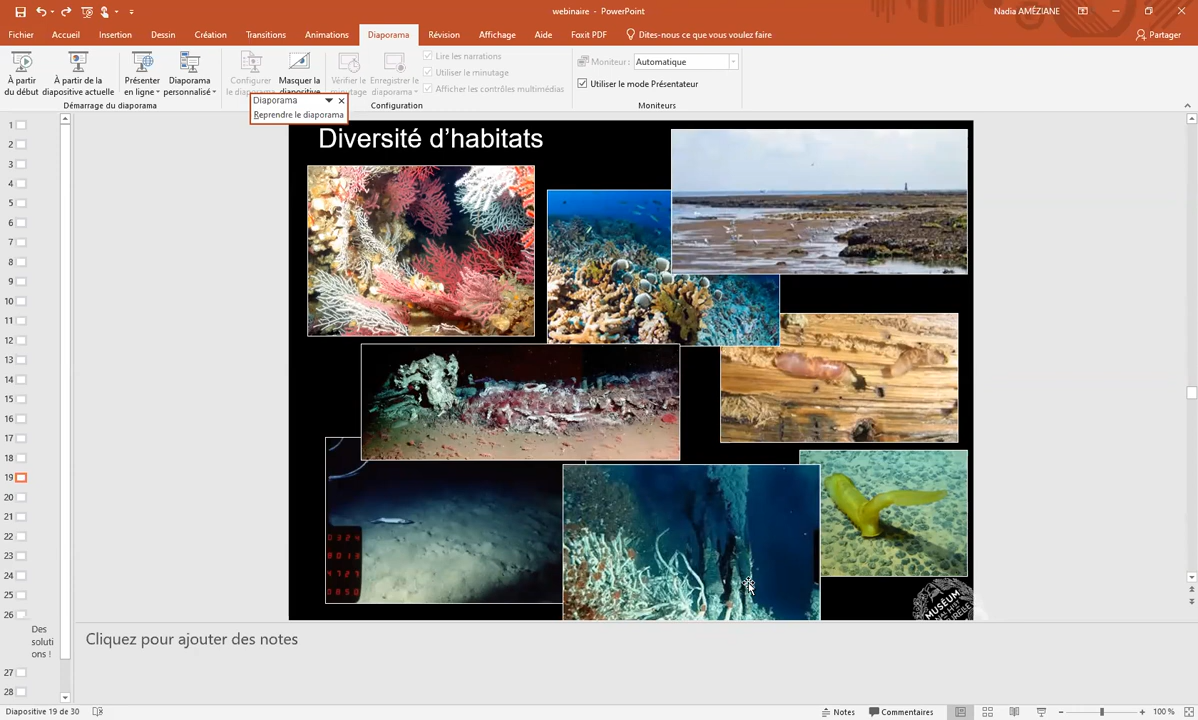 webinaire - PowerPoint
Nadia AMÉZIANE
Fichier Accueil Insertion Dessin Création Transitions Animations Diaporama Révision Affichage Aide Foxit PDF Dites-nous ce que vous voulez faire Partager
À partir du début
À partir de la diapositive actuelle
Présenter en ligne
Diaporama personnalisé
Configurer le diaporama
Masquer la diapositive
Vérifier le minutage
Enregistrer le diaporama
Lire les narrations
Utiliser le minutage
Afficher les contrôles multimédias
Moniteur : Automatique
Utiliser le mode Présentateur
Démarrage du diaporama
Configuration
Moniteurs
Diaporama
Reprendre le diaporama
1
2
3
4
5
6
7
8
9
10
11
12
13
14
15
16
17
18
19
20
21
22
23
24
25
26
Des
soluti
ons !
27
28
Diversité d’habitats
MUSÉUM
Cliquez pour ajouter des notes
Diapositive 19 de 30
Notes
Commentaires
100 %